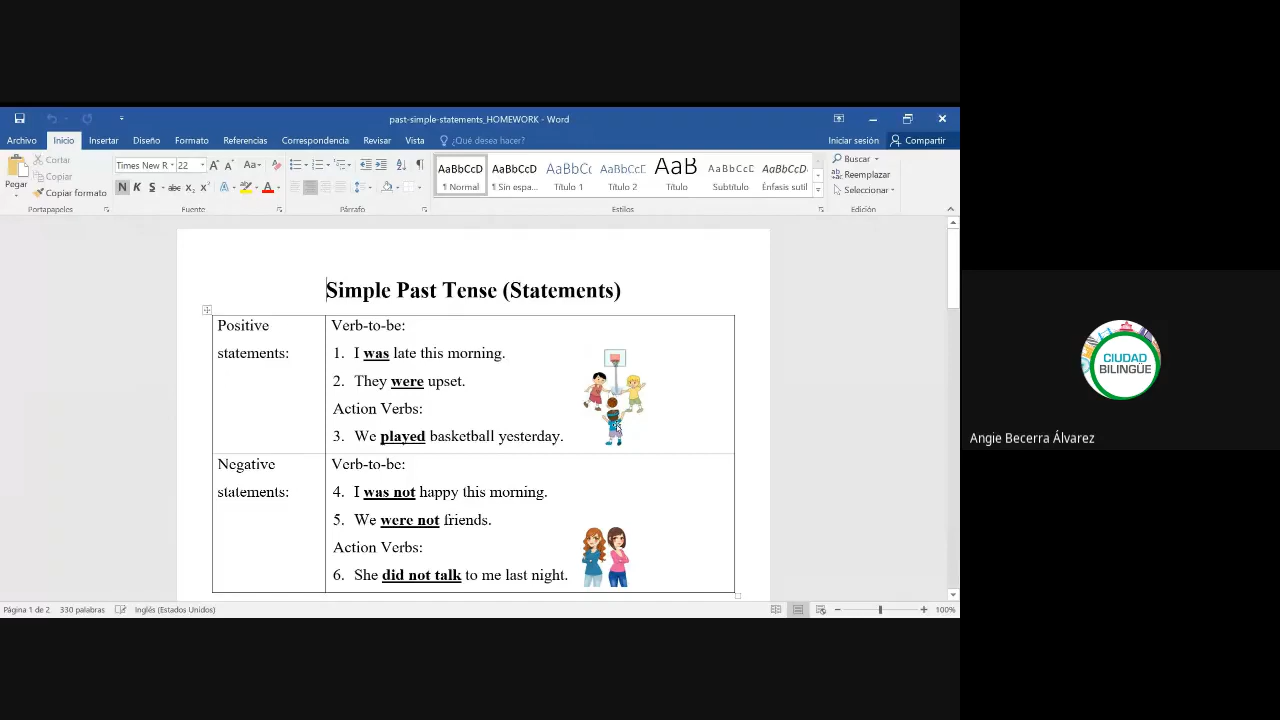 past-simple-statements_HOMEWORK - Word
Archivo Inicio Insertar Diseño Formato Referencias Correspondencia Revisar Vista ¿Qué desea hacer? Iniciar sesión Compartir
Pegar
Cortar
Copiar
Copiar formato
Portapapeles
Times New R 22
Fuente
Párrafo
AaBbCcD AaBbCcD AaBbCc AaBbCcE AaB AaBbCcD AaBbCcD
¶ Normal ¶ Sin espa... Título 1 Título 2 Título Subtítulo Énfasis sutil
Estilos
Buscar
Reemplazar
Seleccionar
Edición
Simple Past Tense (Statements)
Positive
statements:
Verb-to-be:
1. I was late this morning.
2. They were upset.
Action Verbs:
3. We played basketball yesterday.
Negative
statements:
Verb-to-be:
4. I was not happy this morning.
5. We were not friends.
Action Verbs:
6. She did not talk to me last night.
Página 1 de 2 330 palabras Inglés (Estados Unidos) 100%
CIUDAD
BILINGÜE
Angie Becerra Álvarez